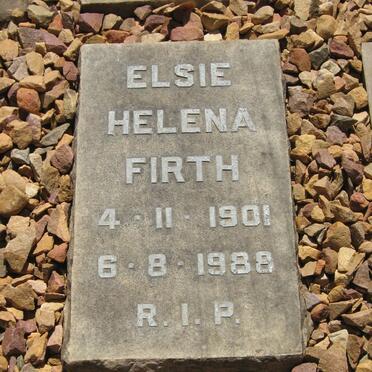 ELSIE
HELENA
FIRTH
4 · 11 · 1901
6 · 8 · 1988
R. I. P.